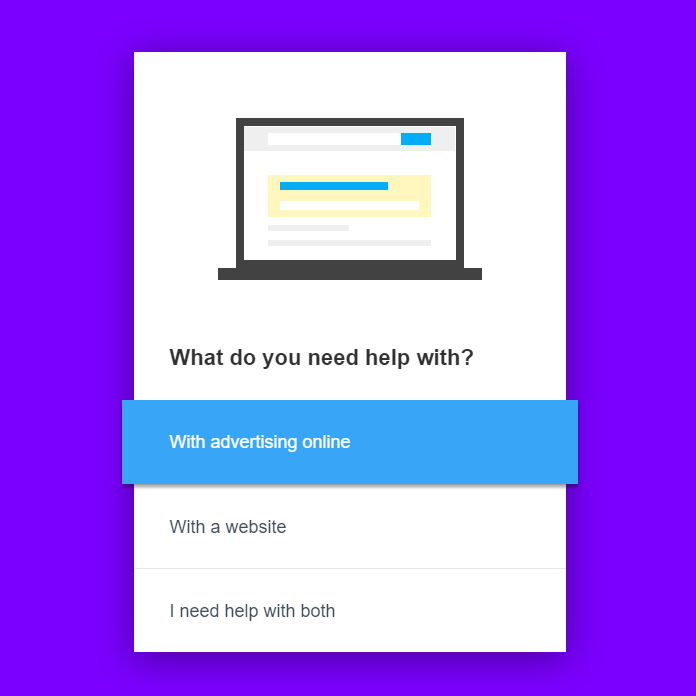 What do you need help with?
With advertising online
With a website
I need help with both